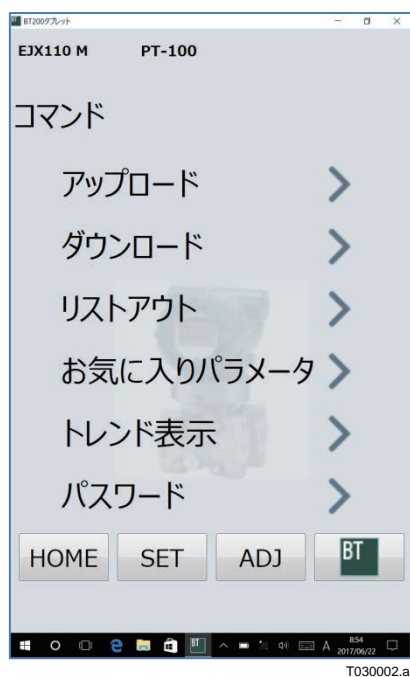 BT200タブレット
EJX110 M PT-100
コマンド
アップロード
ダウンロード
リストアウト
お気に入りパラメータ
トレンド表示
パスワード
HOME SET ADJ BT
BT A 8:54
2017/06/22
T030002.a